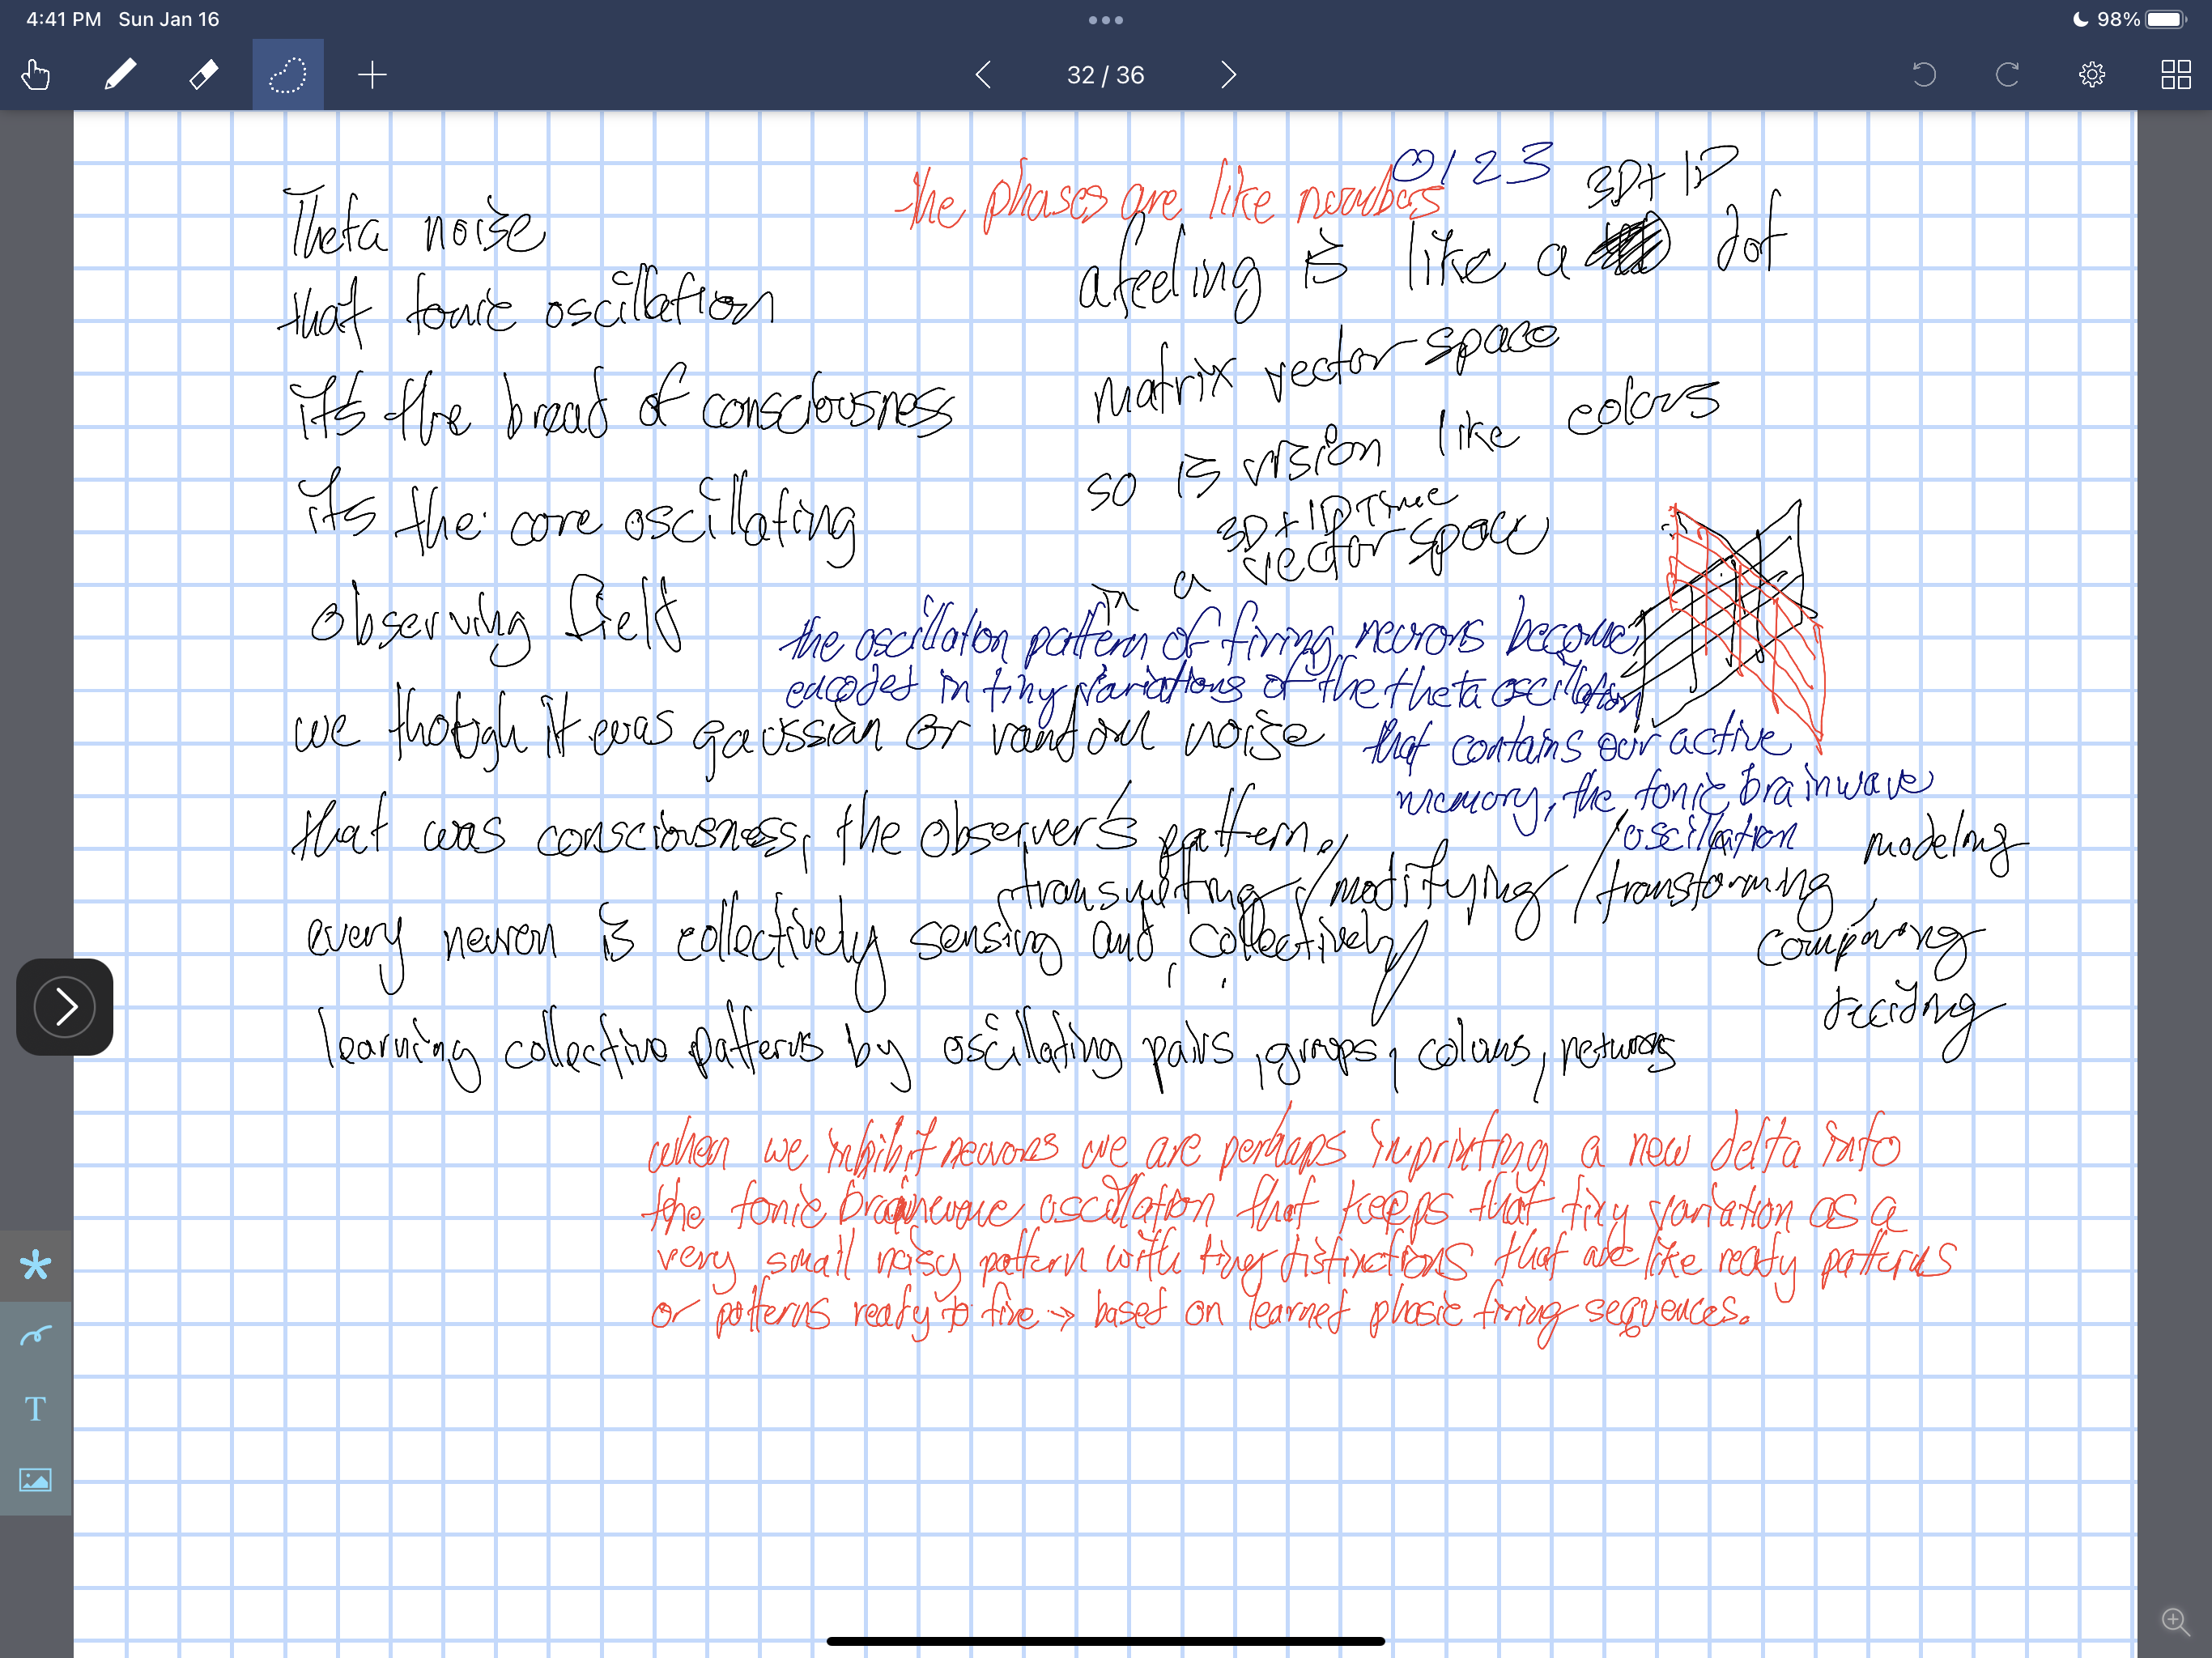 4:41 PM Sun Jan 16
98%
32 / 36
Theta noise
that tonic oscillation
it's the bread of consciousness
its the core oscillating
observing field
we though it was gaussian or random noise
that was consciousness, the observer's pattern,
every neuron is collectively sensing and collectively
transmitting / modifying / transforming,
modeling
comparing
deciding
learning collective patterns by oscillating pairs, groups, colums, networks
the phases are like numbers
0 1 2 3
3D + 1D
a feeling is like a dot
in a
matrix vector space
so is vision like colors
3D + 1D Time
vector space
the oscillation pattern of firing neurons become
encoded in tiny variations of the theta oscillation
that contains our active
memory, the tonic brainwave
oscillation
when we inhibit neurons we are perhaps imprinting a new delta into
the tonic brainwave oscillation that keeps that tiny variation as a
very small noisy pattern with tiny distinctions that are like ready patterns
or patterns ready to fire → based on learned phasic firing sequences.
T